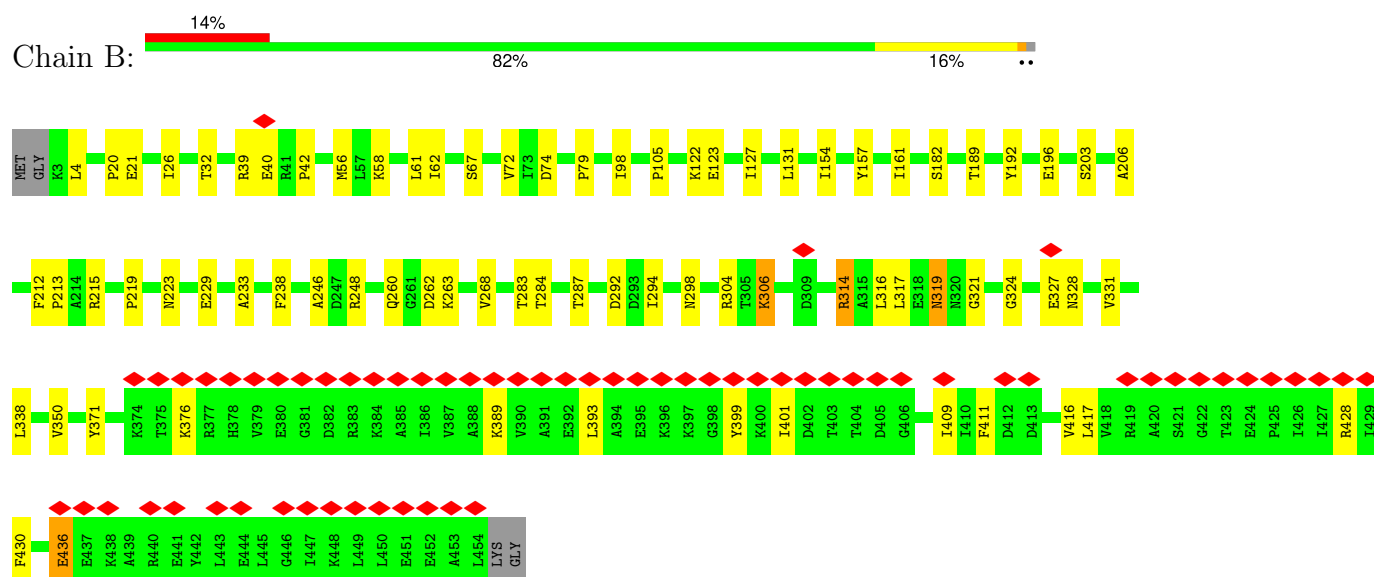 14%
Chain B:
82% 16% ••
MET GLY K3 L4 P20 E21 I26 T32 R39 E40 R41 P42 M56 L57 K58 L61 I62 S67 V72 I73 D74 P79 I98 P105 K122 E123 I127 L131 I154 Y157 I161 S182 T189 Y192 E196 S203 A206
F212 P213 A214 R215 P219 N223 E229 A233 F238 A246 D247 R248 Q260 G261 D262 K263 V268 T283 T284 T287 D292 D293 I294 N298 R304 T305 K306 D309 R314 A315 L316 L317 E318 N319 N320 G321 G324 E327 N328 V331
L338 V350 Y371 K374 T375 K376 R377 H378 V379 E380 G381 D382 R383 K384 A385 I386 V387 A388 K389 V390 A391 E392 L393 A394 E395 K396 K397 G398 Y399 K400 I401 D402 T403 T404 D405 G406 I409 I410 F411 D412 D413 V416 L417 V418 R419 A420 S421 G422 T423 E424 P425 I426 I427 R428 I429
F430 E436 E437 K438 A439 R440 E441 Y442 L443 E444 L445 G446 I447 K448 L449 L450 E451 E452 A453 L454 LYS GLY